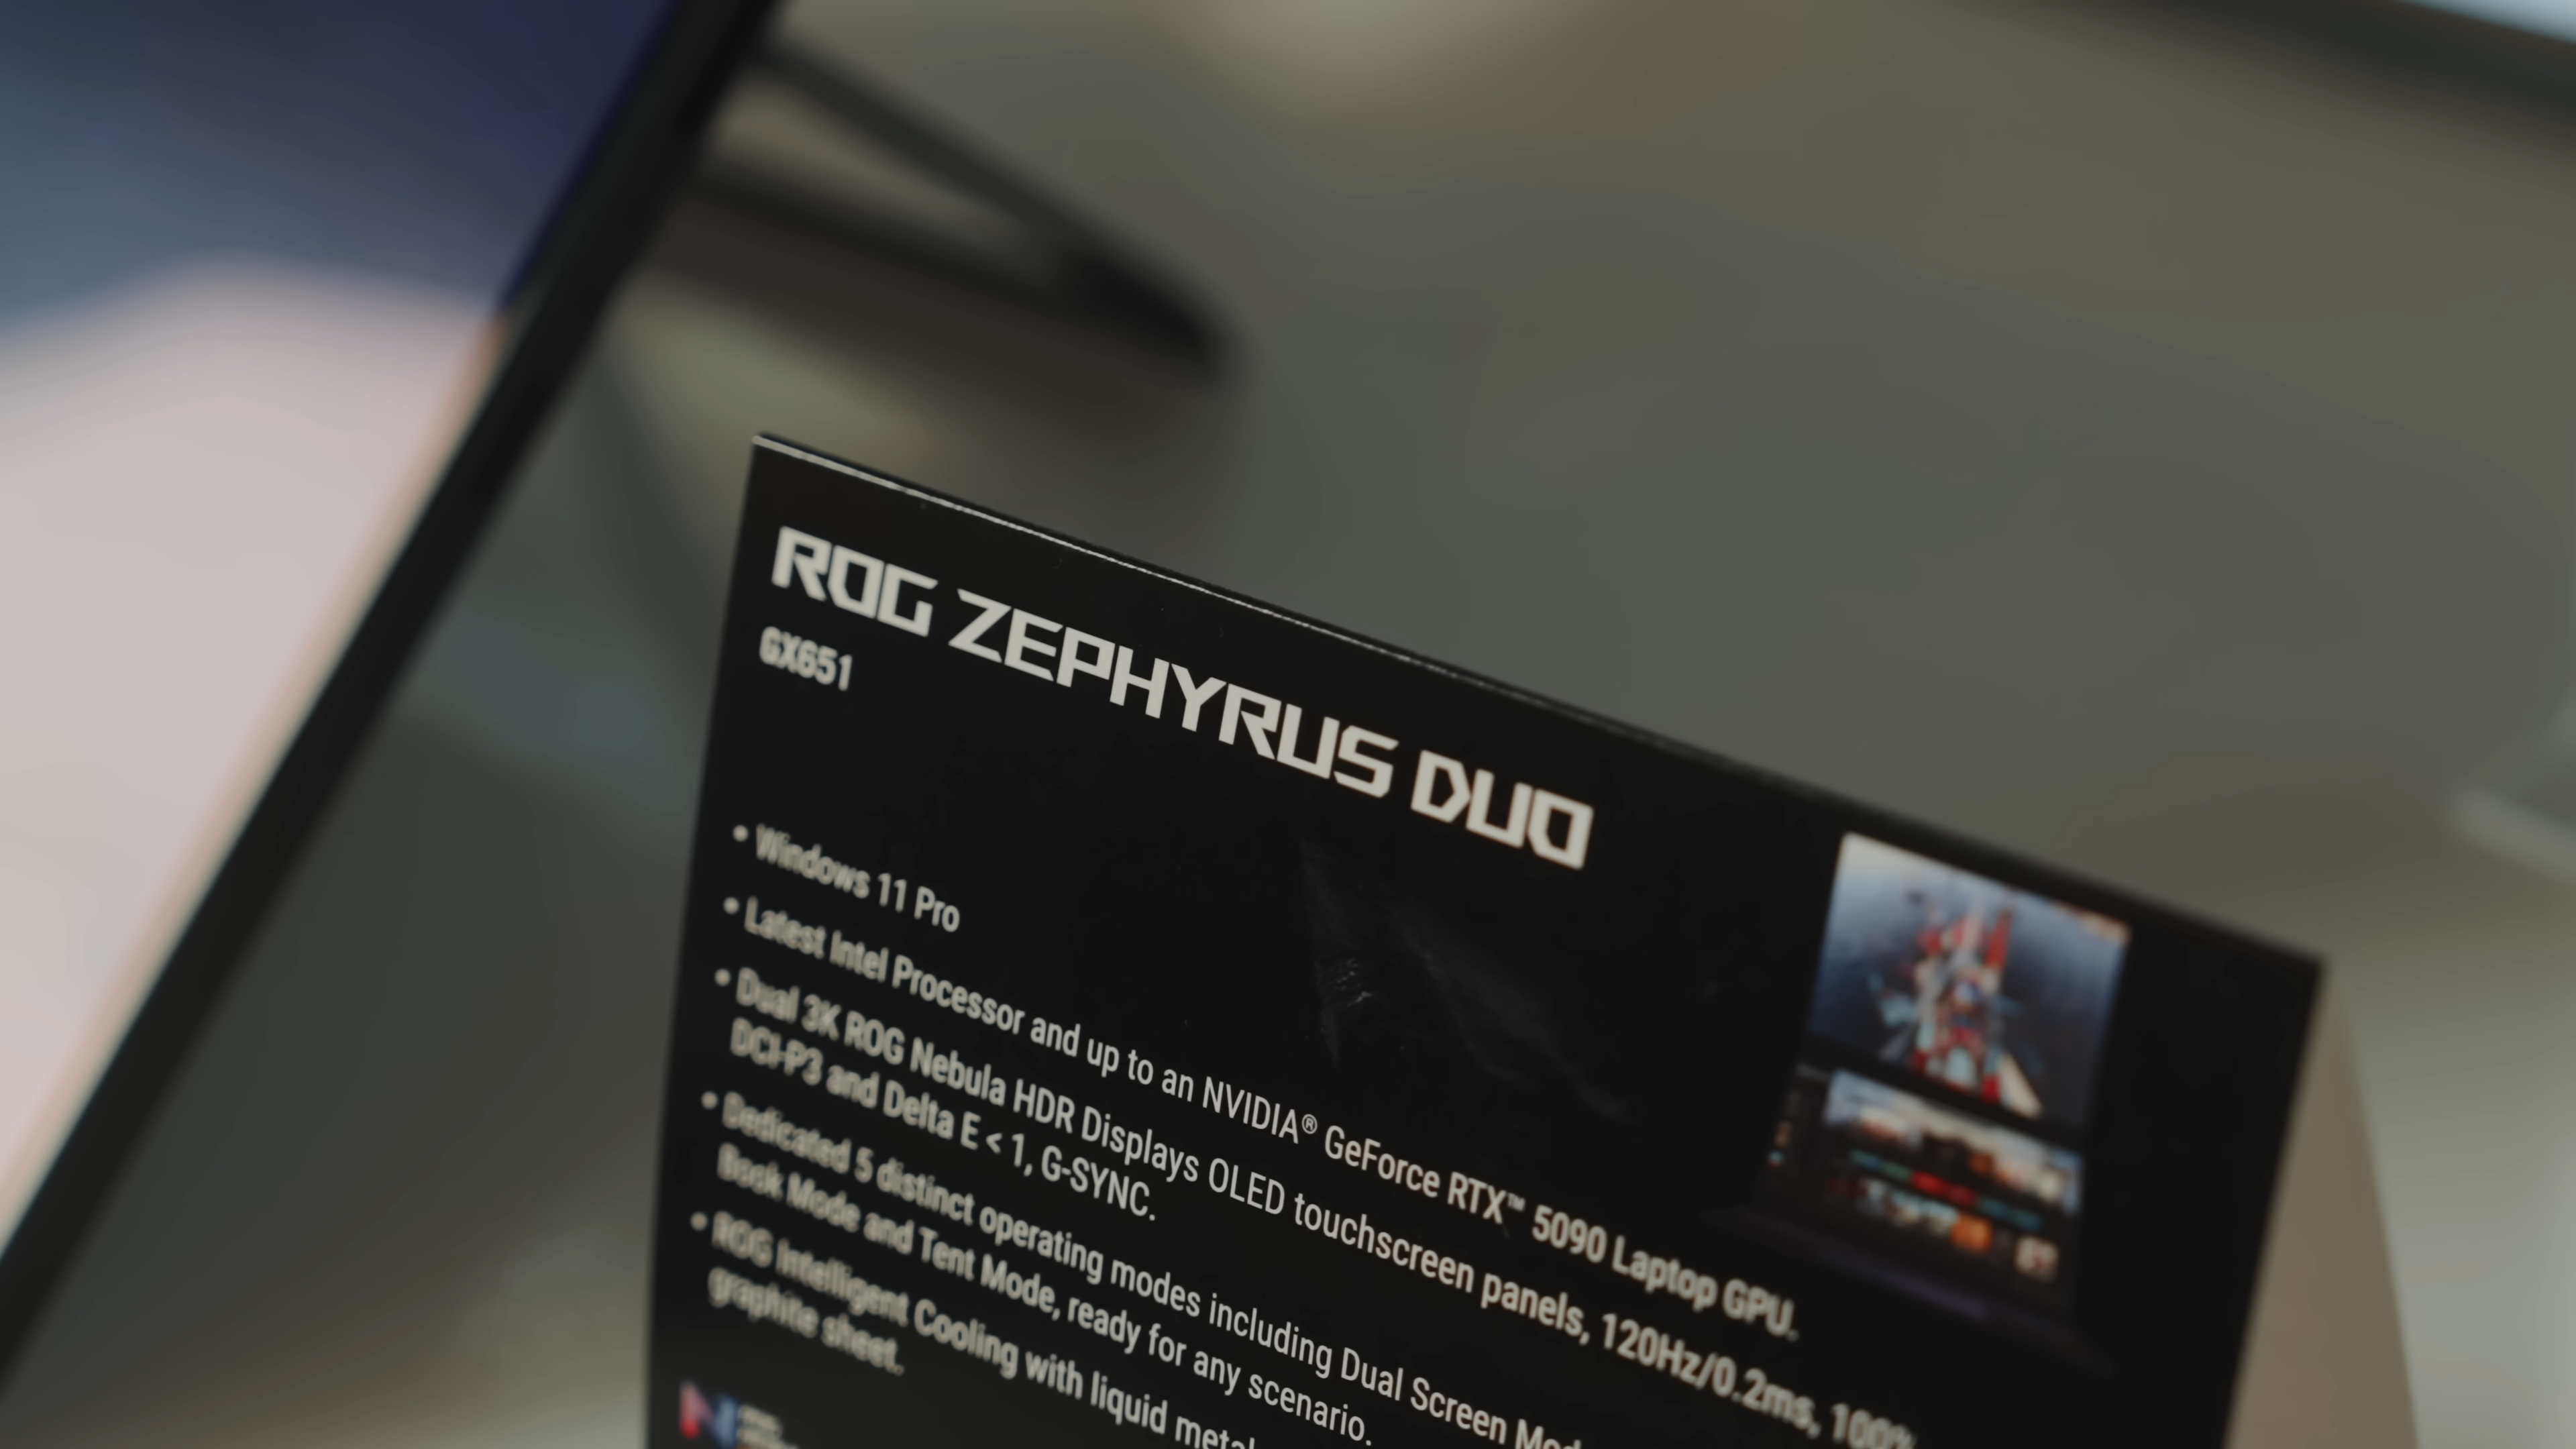 ROG ZEPHYRUS DUO
GX651
• Windows 11 Pro
• Latest Intel Processor and up to an NVIDIA® GeForce RTX™ 5090 Laptop GPU.
• Dual 3K ROG Nebula HDR Displays OLED touchscreen panels, 120Hz/0.2ms, 100%
DCI-P3 and Delta E < 1, G-SYNC.
• Dedicated 5 distinct operating modes including Dual Screen
Book Mode and Tent Mode, ready for any scenario.
• ROG Intelligent Cooling with liquid metal
graphite sheet.